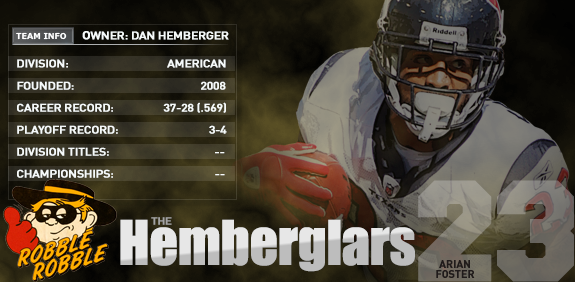 TEAM INFO OWNER: DAN HEMBERGER
DIVISION: AMERICAN
FOUNDED: 2008
CAREER RECORD: 37-28 (.569)
PLAYOFF RECORD: 3-4
DIVISION TITLES: --
CHAMPIONSHIPS: --
Riddell
ROBBLE
ROBBLE
THE
Hemberglars
23
ARIAN
FOSTER